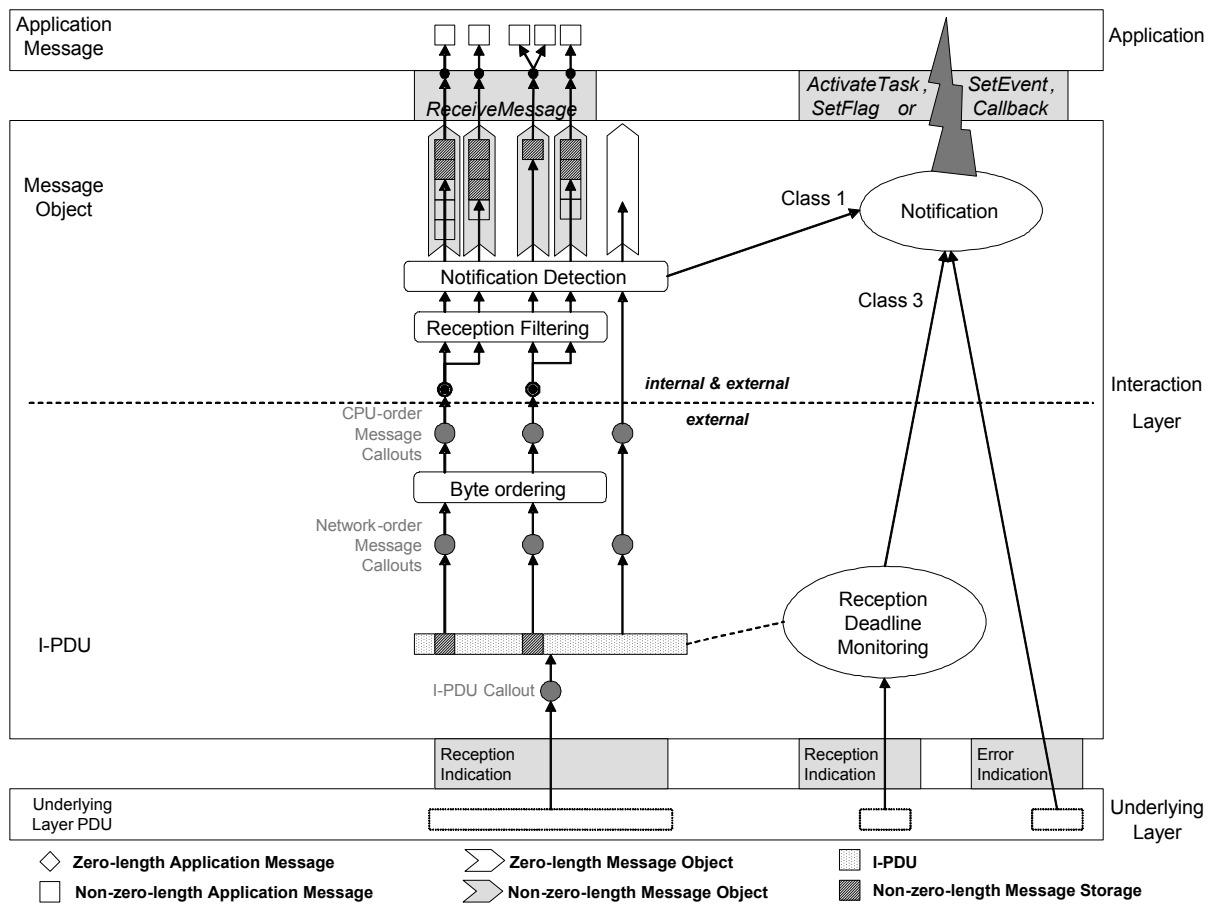 Application
Message
Application
ReceiveMessage
ActivateTask, SetEvent,
SetFlag or Callback
Message
Object
Class 1
Notification
Notification Detection
Class 3
Reception Filtering
internal & external
Interaction
Layer
external
CPU-order
Message
Callouts
Byte ordering
Network-order
Message
Callouts
Reception
Deadline
Monitoring
I-PDU
I-PDU Callout
Reception
Indication
Reception
Indication
Error
Indication
Underlying
Layer PDU
Underlying
Layer
Zero-length Application Message
Zero-length Message Object
I-PDU
Non-zero-length Application Message
Non-zero-length Message Object
Non-zero-length Message Storage